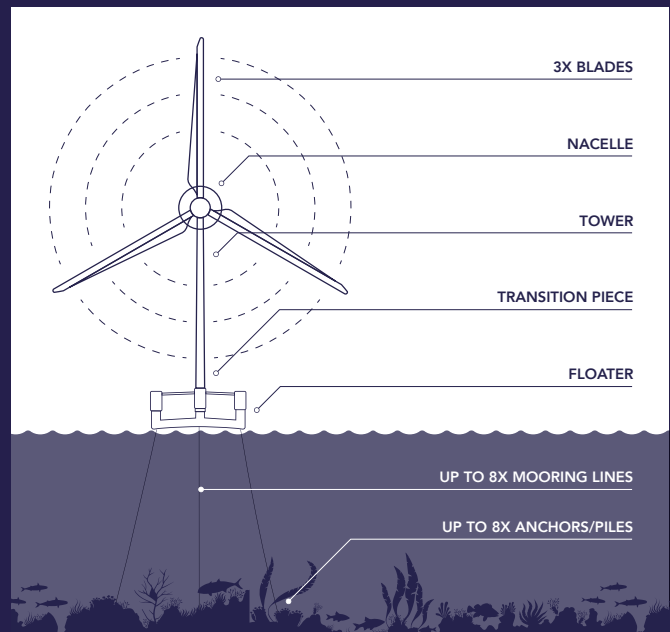 3X BLADES
NACELLE
TOWER
TRANSITION PIECE
FLOATER
UP TO 8X MOORING LINES
UP TO 8X ANCHORS/PILES